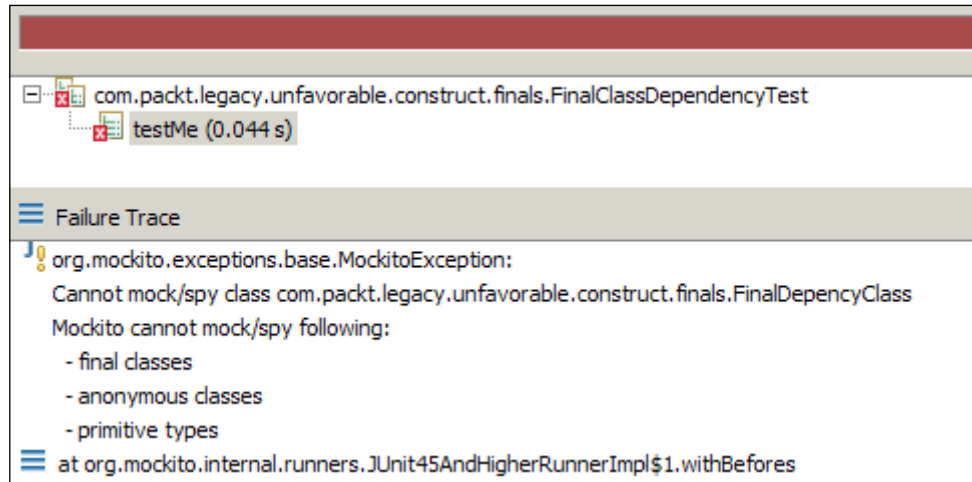 com.packt.legacy.unfavorable.construct.finals.FinalClassDependencyTest
testMe (0.044 s)
Failure Trace
org.mockito.exceptions.base.MockitoException:
Cannot mock/spy class com.packt.legacy.unfavorable.construct.finals.FinalDepencyClass
Mockito cannot mock/spy following:
- final classes
- anonymous classes
- primitive types
at org.mockito.internal.runners.JUnit45AndHigherRunnerImpl$1.withBefores